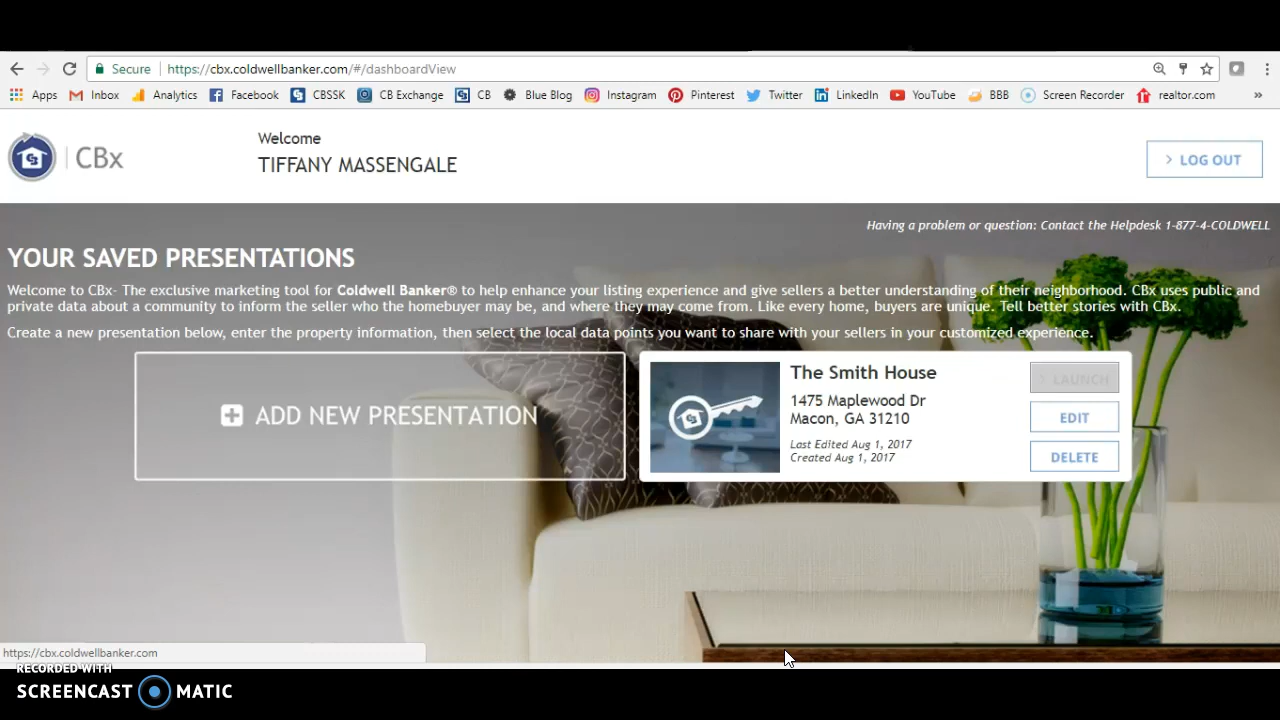 Secure https://cbx.coldwellbanker.com/#/dashboardView
Apps Inbox Analytics Facebook CBSSK CB Exchange CB Blue Blog Instagram Pinterest Twitter LinkedIn YouTube BBB Screen Recorder realtor.com »
CBx
Welcome
TIFFANY MASSENGALE
> LOG OUT
Having a problem or question: Contact the Helpdesk 1-877-4-COLDWELL
YOUR SAVED PRESENTATIONS
Welcome to CBx- The exclusive marketing tool for Coldwell Banker® to help enhance your listing experience and give sellers a better understanding of their neighborhood. CBx uses public and
private data about a community to inform the seller who the homebuyer may be, and where they may come from. Like every home, buyers are unique. Tell better stories with CBx.
Create a new presentation below, enter the property information, then select the local data points you want to share with your sellers in your customized experience.
ADD NEW PRESENTATION
The Smith House
1475 Maplewood Dr
Macon, GA 31210
Last Edited Aug 1, 2017
Created Aug 1, 2017
> LAUNCH
EDIT
DELETE
https://cbx.coldwellbanker.com
RECORDED WITH
SCREENCAST MATIC